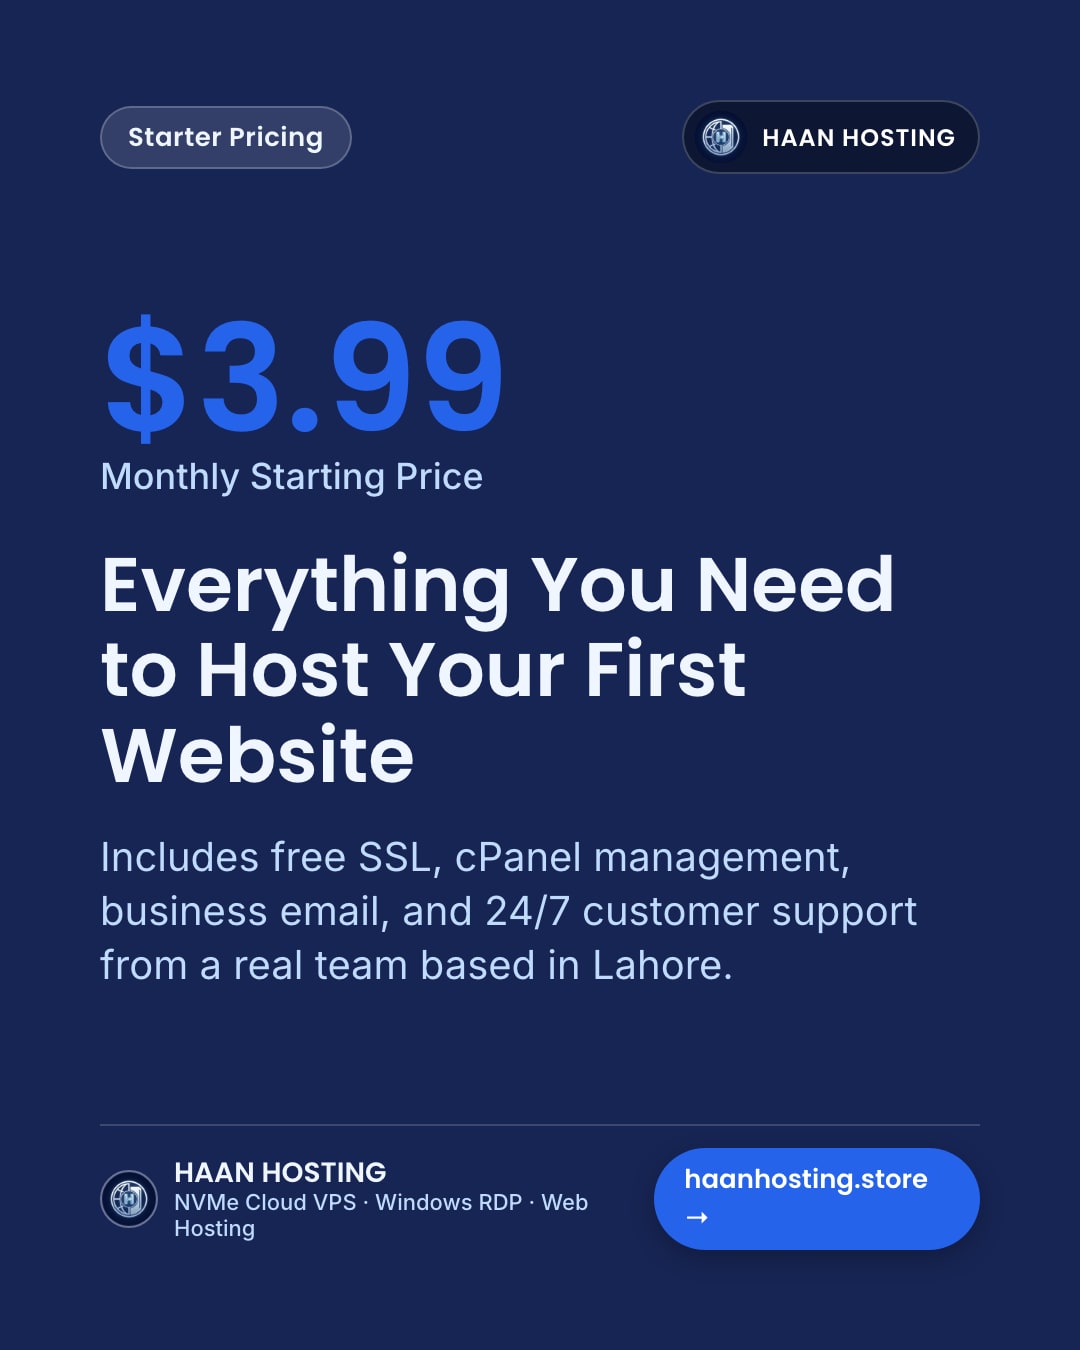 Starter Pricing
HAAN HOSTING
$3.99
Monthly Starting Price
Everything You Need
to Host Your First
Website
Includes free SSL, cPanel management,
business email, and 24/7 customer support
from a real team based in Lahore.
HAAN HOSTING
NVMe Cloud VPS · Windows RDP · Web
Hosting
haanhosting.store
→